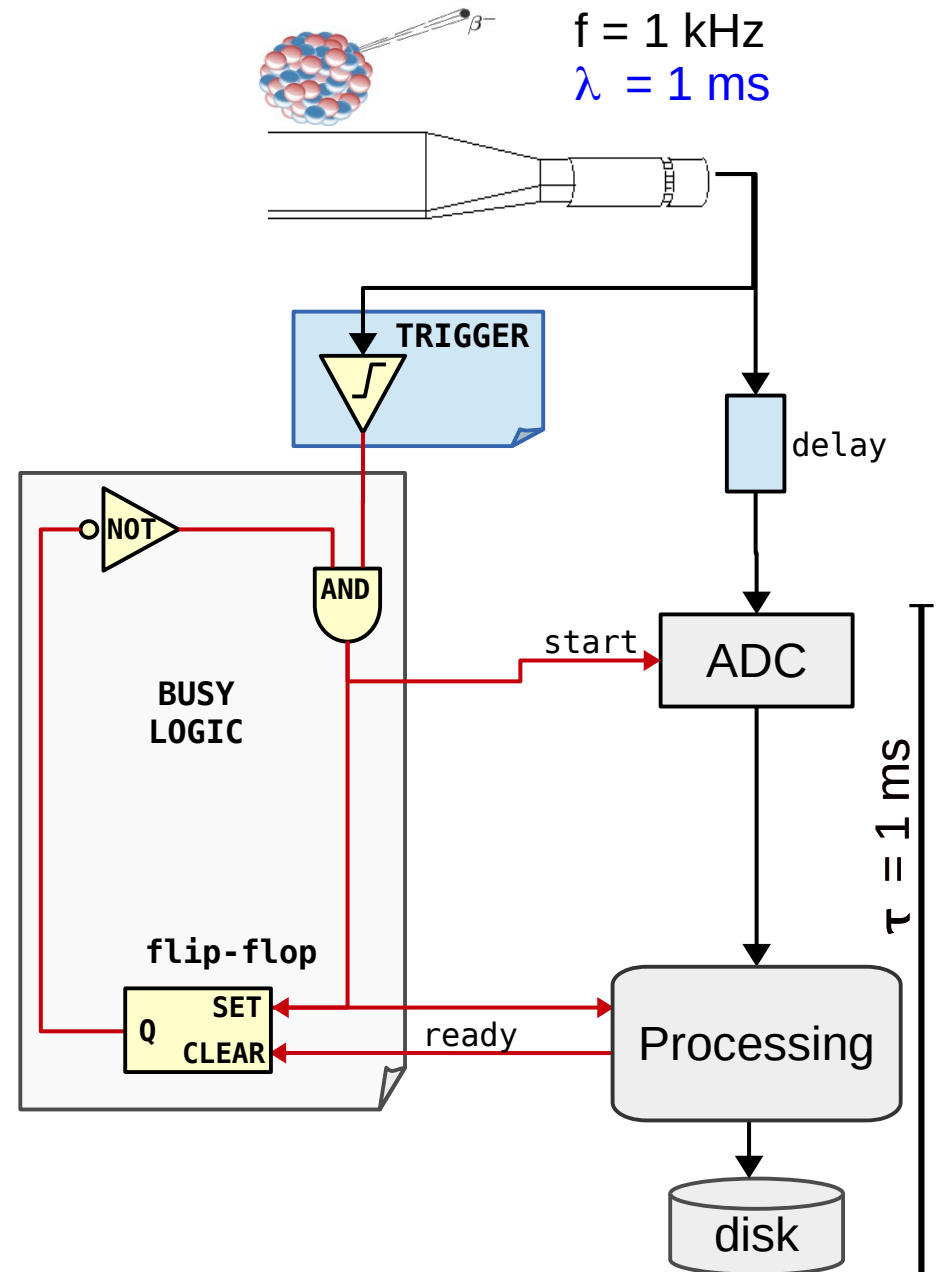 β⁻
f = 1 kHz
λ = 1 ms
TRIGGER
delay
NOT
AND
start
ADC
BUSY
LOGIC
τ = 1 ms
flip-flop
SET
Q
CLEAR
ready
Processing
disk